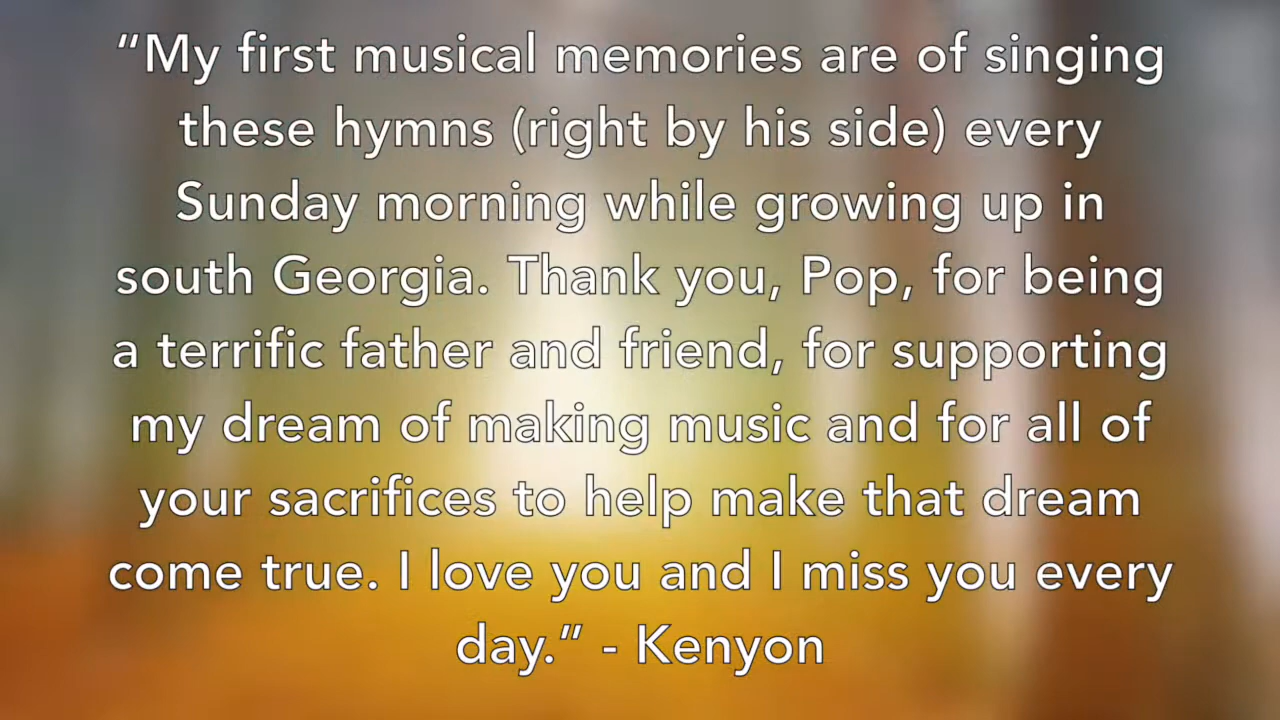 “My first musical memories are of singing
these hymns (right by his side) every
Sunday morning while growing up in
south Georgia. Thank you, Pop, for being
a terrific father and friend, for supporting
my dream of making music and for all of
your sacrifices to help make that dream
come true. I love you and I miss you every
day.” - Kenyon